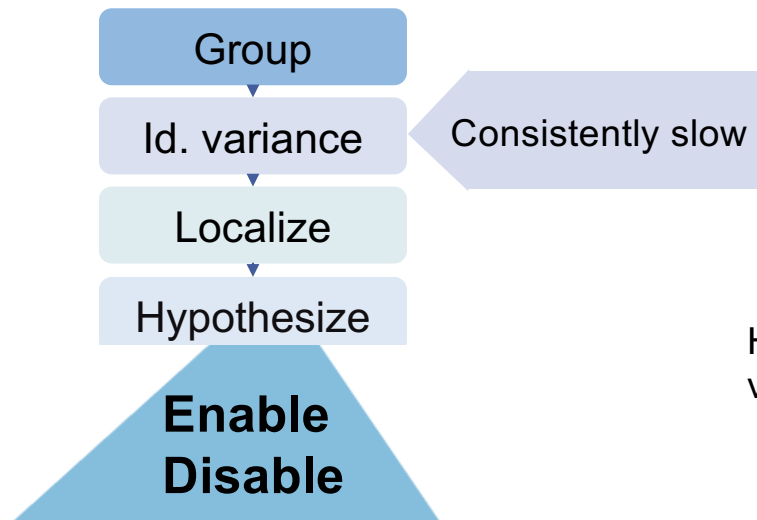 Group
Id. variance
Consistently slow
Localize
Hypothesize
Enable
Disable